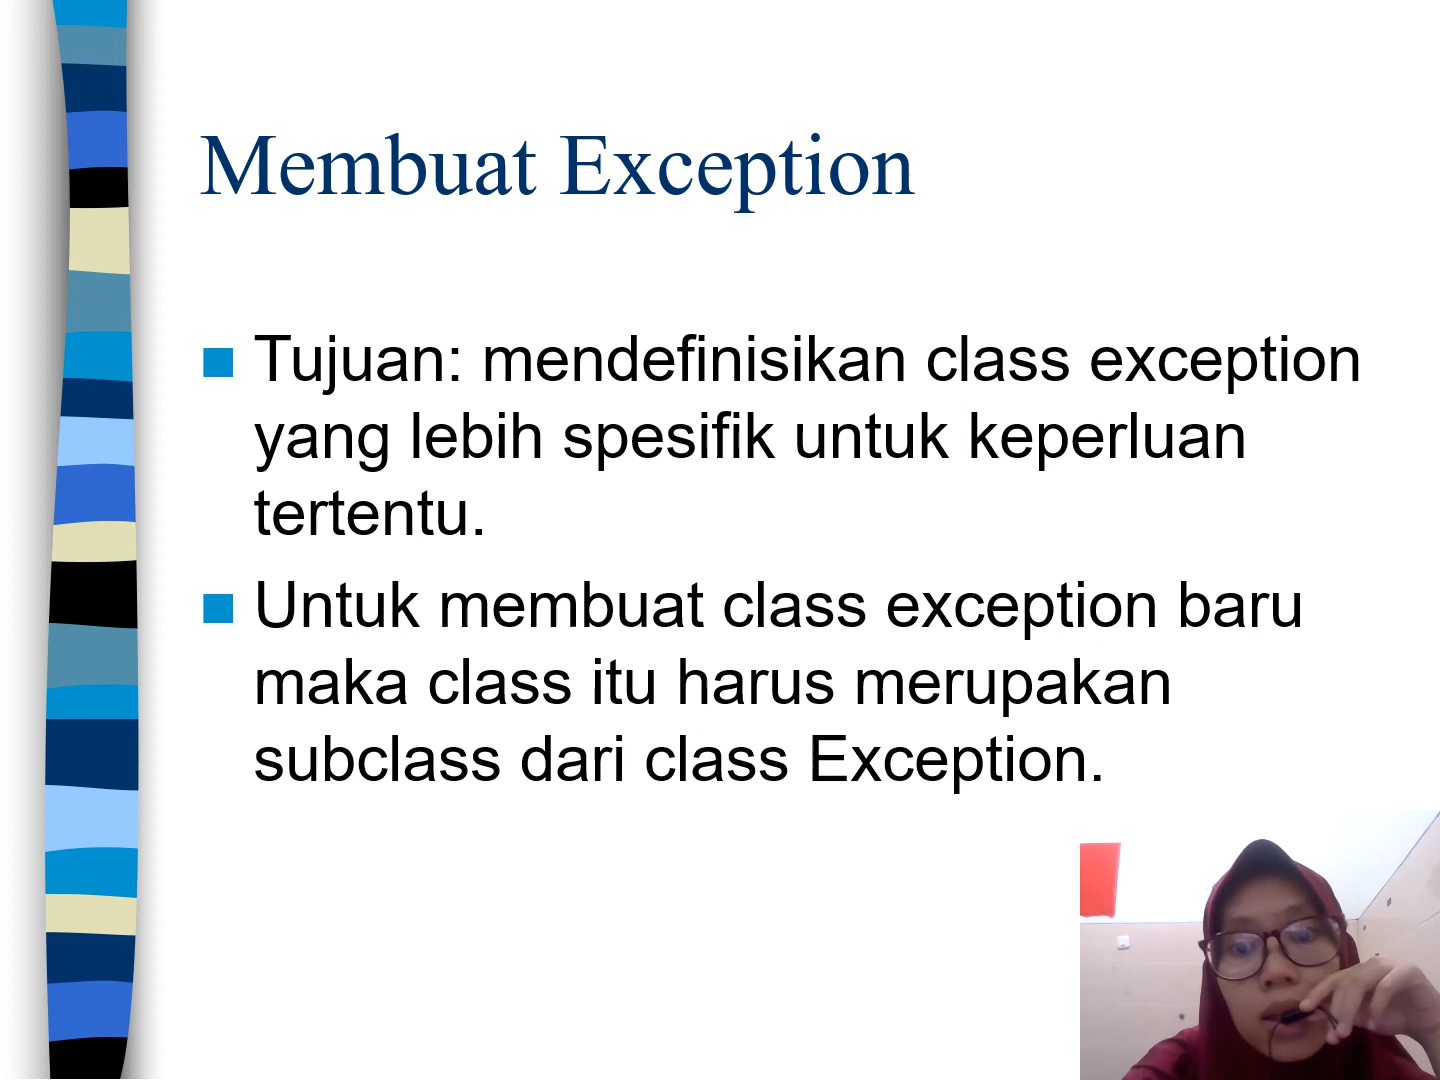 Membuat Exception
Tujuan: mendefinisikan class exception
yang lebih spesifik untuk keperluan
tertentu.
Untuk membuat class exception baru
maka class itu harus merupakan
subclass dari class Exception.